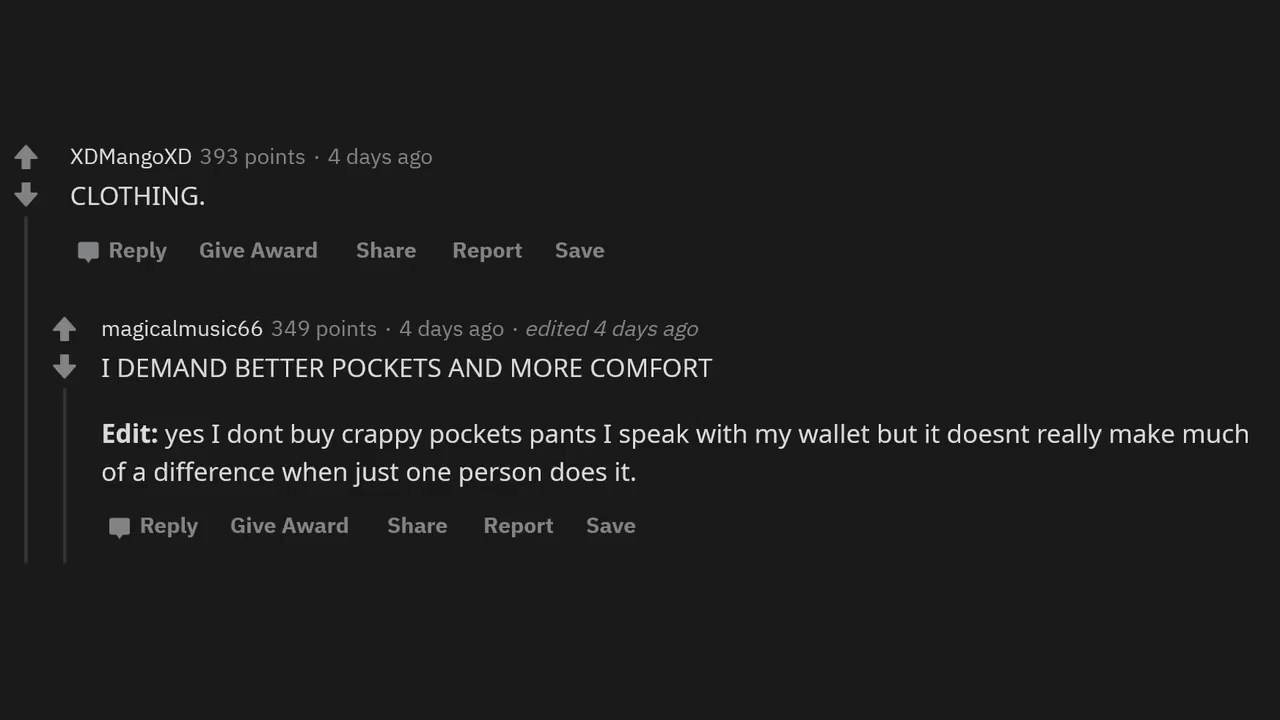 XDMangoXD 393 points · 4 days ago
CLOTHING.
Reply Give Award Share Report Save
magicalmusic66 349 points · 4 days ago · edited 4 days ago
I DEMAND BETTER POCKETS AND MORE COMFORT
Edit: yes I dont buy crappy pockets pants I speak with my wallet but it doesnt really make much
of a difference when just one person does it.
Reply Give Award Share Report Save